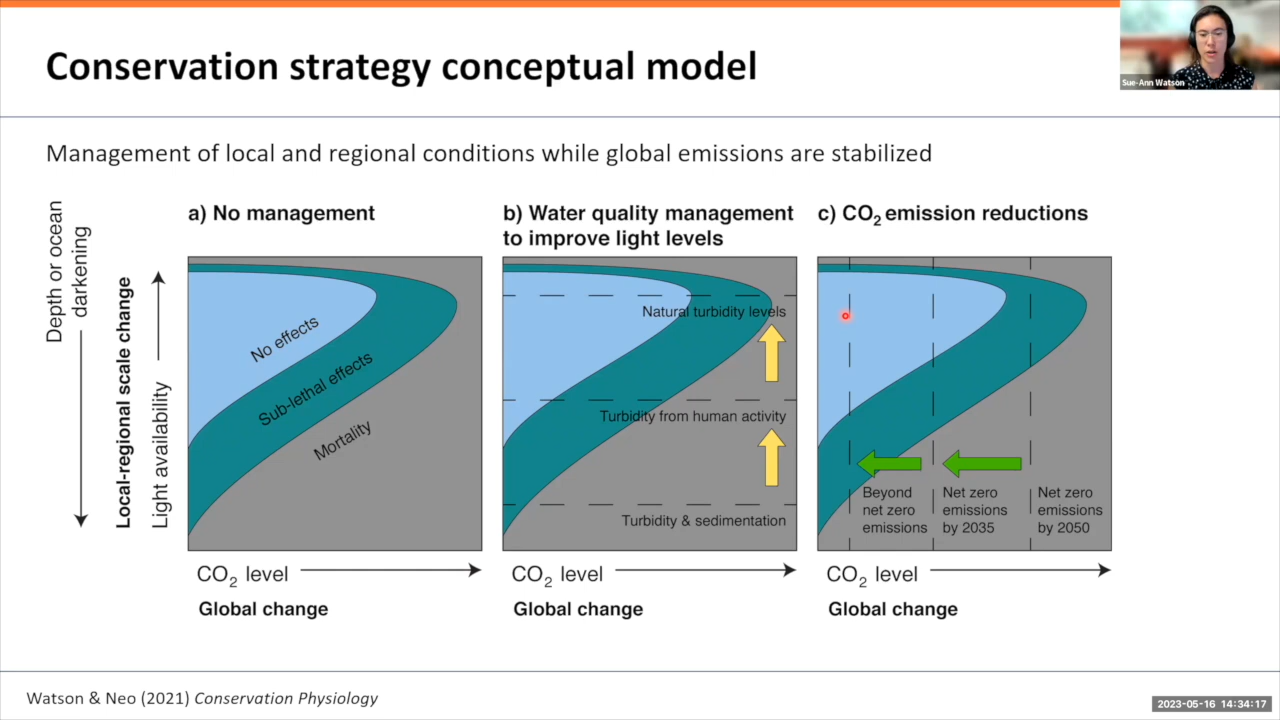 Conservation strategy conceptual model
Sue-Ann Watson
Management of local and regional conditions while global emissions are stabilized
Depth or ocean
darkening
Local-regional scale change
Light availability
a) No management
No effects
Sub-lethal effects
Mortality
CO2 level
Global change
b) Water quality management
to improve light levels
Natural turbidity levels
Turbidity from human activity
Turbidity & sedimentation
CO2 level
Global change
c) CO2 emission reductions
Beyond
net zero
emissions
Net zero
emissions
by 2035
Net zero
emissions
by 2050
CO2 level
Global change
Watson & Neo (2021) Conservation Physiology
2023-05-16 14:34:17